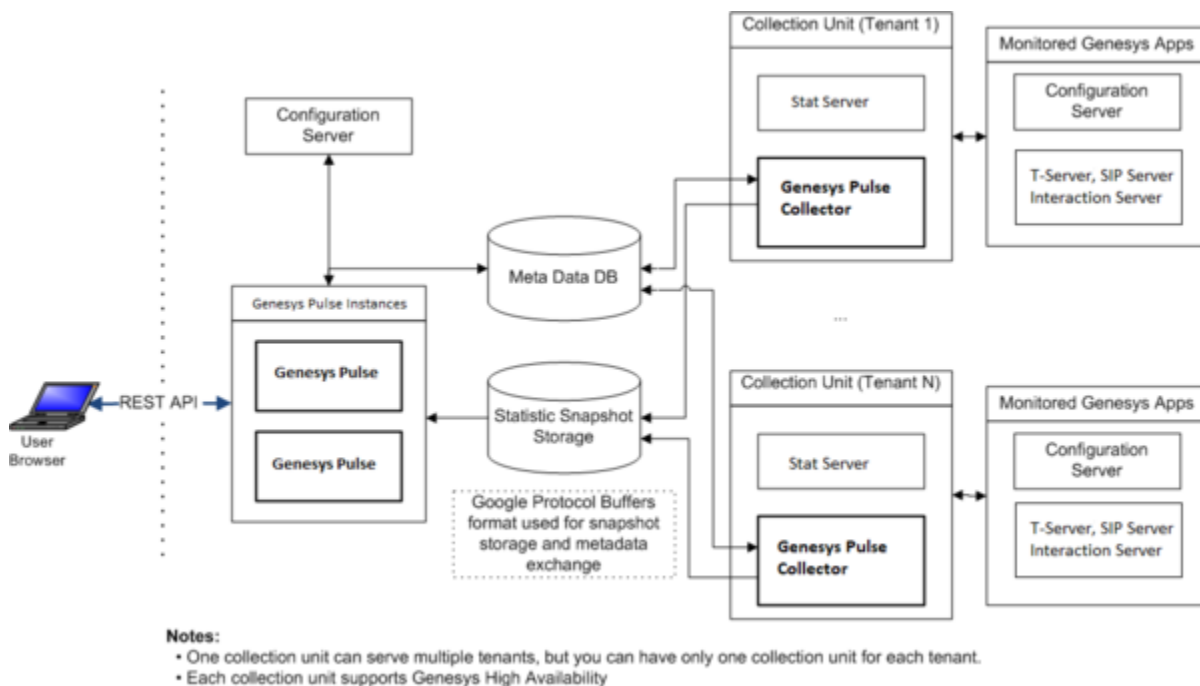 Collection Unit (Tenant 1)
Monitored Genesys Apps
Stat Server
Configuration
Server
Configuration
Server
Genesys Pulse
Collector
T-Server, SIP Server
Interaction Server
Meta Data DB
Genesys Pulse Instances
...
Genesys Pulse
Collection Unit (Tenant N)
Monitored Genesys Apps
REST API
User
Browser
Statistic Snapshot
Storage
Stat Server
Configuration
Server
Genesys Pulse
Google Protocol Buffers
format used for snapshot
storage and metadata
exchange
Genesys Pulse
Collector
T-Server, SIP Server
Interaction Server
Notes:
• One collection unit can serve multiple tenants, but you can have only one collection unit for each tenant.
• Each collection unit supports Genesys High Availability